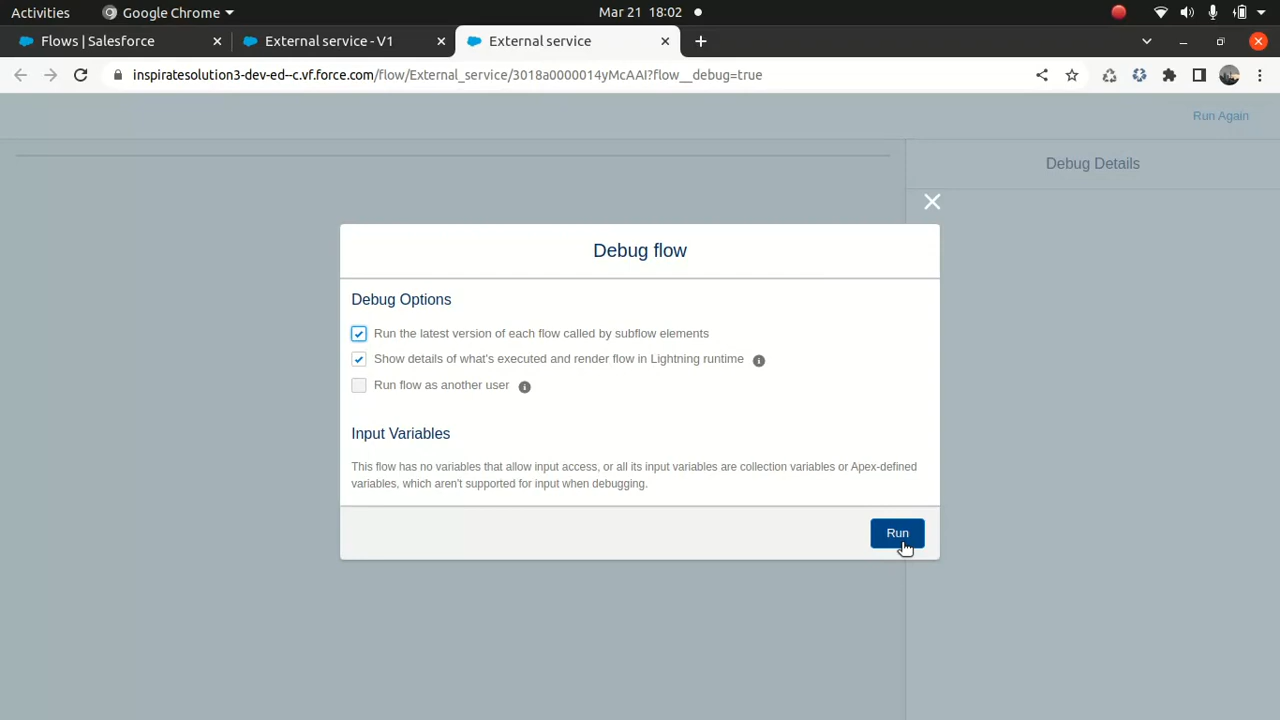 Activities
Google Chrome
Mar 21 18:02
Flows | Salesforce
External service - V1
External service
inspiratesolution3-dev-ed--c.vf.force.com/flow/External_service/3018a0000014yMcAAI?flow__debug=true
Run Again
Debug Details
Debug flow
Debug Options
Run the latest version of each flow called by subflow elements
Show details of what's executed and render flow in Lightning runtime
Run flow as another user
Input Variables
This flow has no variables that allow input access, or all its input variables are collection variables or Apex-defined
variables, which aren't supported for input when debugging.
Run